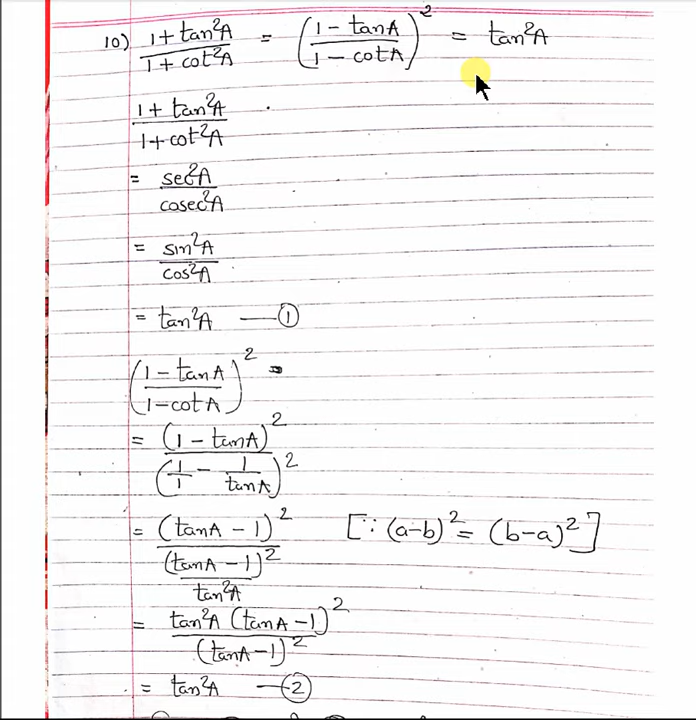 10) (1 + tan²A)/(1 + cot²A) = ((1 - tanA)/(1 - cotA))² = tan²A
(1 + tan²A)/(1 + cot²A) .
= sec²A/cosec²A
= sin²A/cos²A
= tan²A —①
((1 - tanA)/(1 - cotA))² =
= (1 - tanA)²/(1/1 - 1/tanA)²
= (tanA - 1)²/((tanA - 1)²/tan²A) [∵ (a-b)² = (b-a)²]
= tan²A (tanA - 1)²/(tanA - 1)²
= tan²A —②